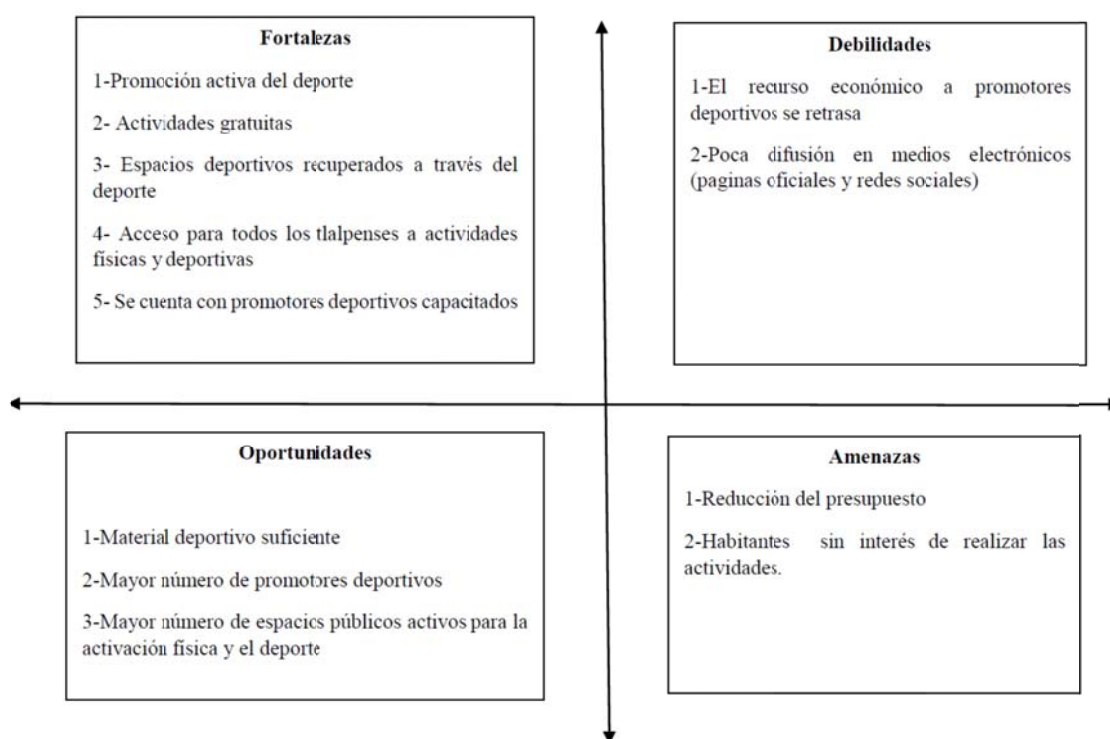 Fortalezas
1-Promoción activa del deporte
2- Actividades gratuitas
3- Espacios deportivos recuperados a través del
deporte
4- Acceso para todos los tlalpenses a actividades
físicas y deportivas
5- Se cuenta con promotores deportivos capacitados
Debilidades
1-El recurso económico a promotores
deportivos se retrasa
2-Poca difusión en medios electrónicos
(paginas oficiales y redes sociales)
Oportunidades
1-Material deportivo suficiente
2-Mayor número de promotores deportivos
3-Mayor número de espacios públicos activos para la
activación física y el deporte
Amenazas
1-Reducción del presupuesto
2-Habitantes sin interés de realizar las
actividades.